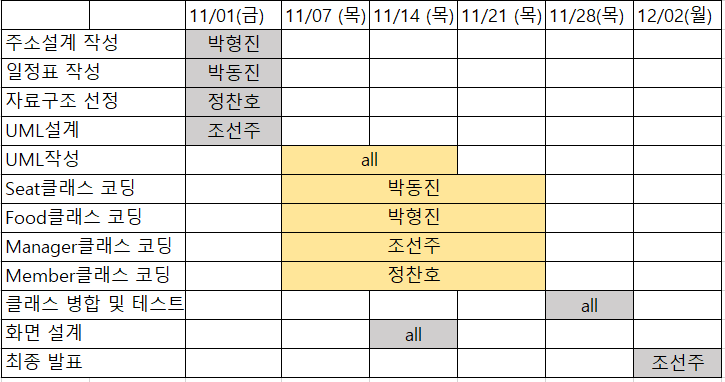 11/01(금) 11/07 (목) 11/14 (목) 11/21 (목) 11/28(목) 12/02(월)
주소설계 작성 박형진
일정표 작성 박동진
자료구조 선정 정찬호
UML설계 조선주
UML작성 all
Seat클래스 코딩 박동진
Food클래스 코딩 박형진
Manager클래스 코딩 조선주
Member클래스 코딩 정찬호
클래스 병합 및 테스트 all
화면 설계 all
최종 발표 조선주